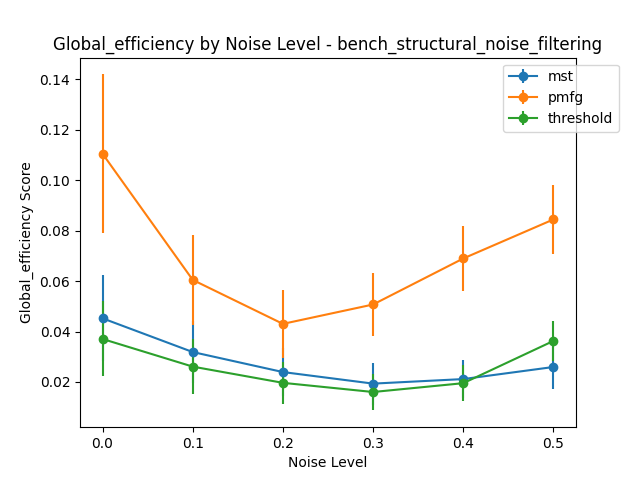 Global_efficiency by Noise Level - bench_structural_noise_filtering
mst
pmfg
threshold
Global_efficiency Score
0.14
0.12
0.10
0.08
0.06
0.04
0.02
0.0 0.1 0.2 0.3 0.4 0.5
Noise Level